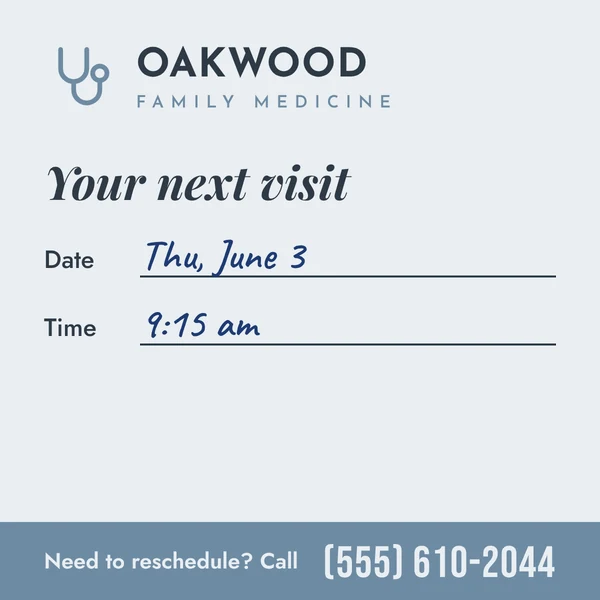 OAKWOOD
FAMILY MEDICINE
Your next visit
Date Thu, June 3
Time 9:15 am
Need to reschedule? Call (555) 610-2044